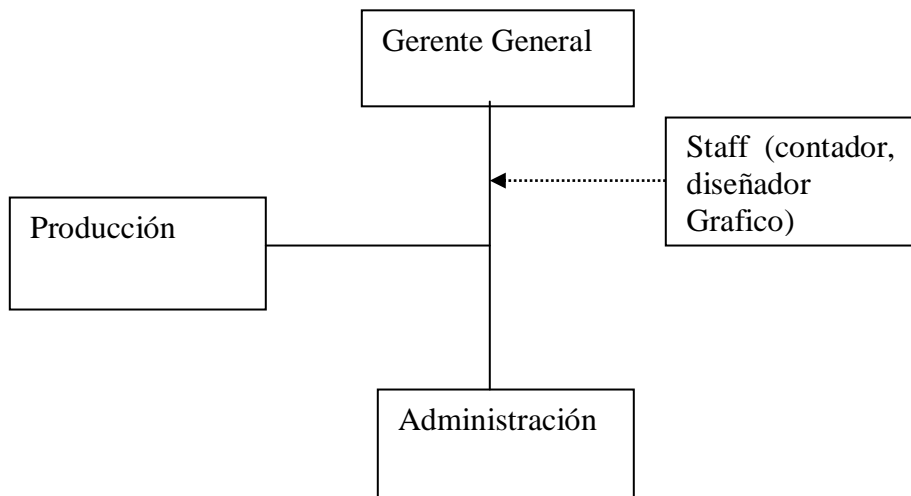 Gerente General
Staff (contador,
diseñador
Grafico)
Producción
Administración